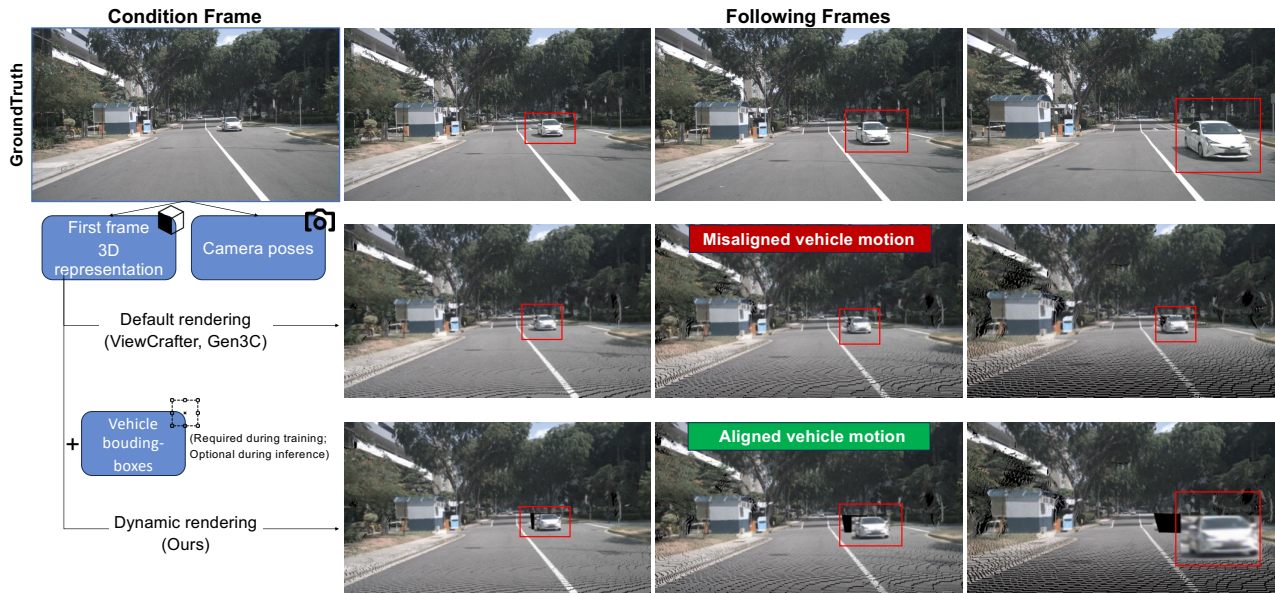 Condition Frame
Following Frames
GroundTruth
First frame
3D
representation
Camera poses
Misaligned vehicle motion
Default rendering
(ViewCrafter, Gen3C)
+
Vehicle
bouding-
boxes
(Required during training;
Optional during inference)
Aligned vehicle motion
Dynamic rendering
(Ours)